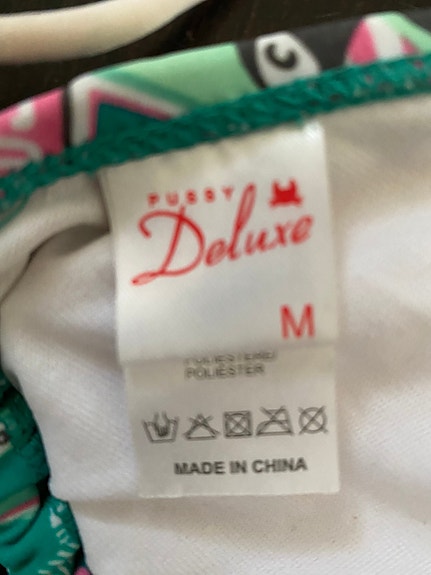 PUSSY
Deluxe
M
POLIESTER
MADE IN CHINA